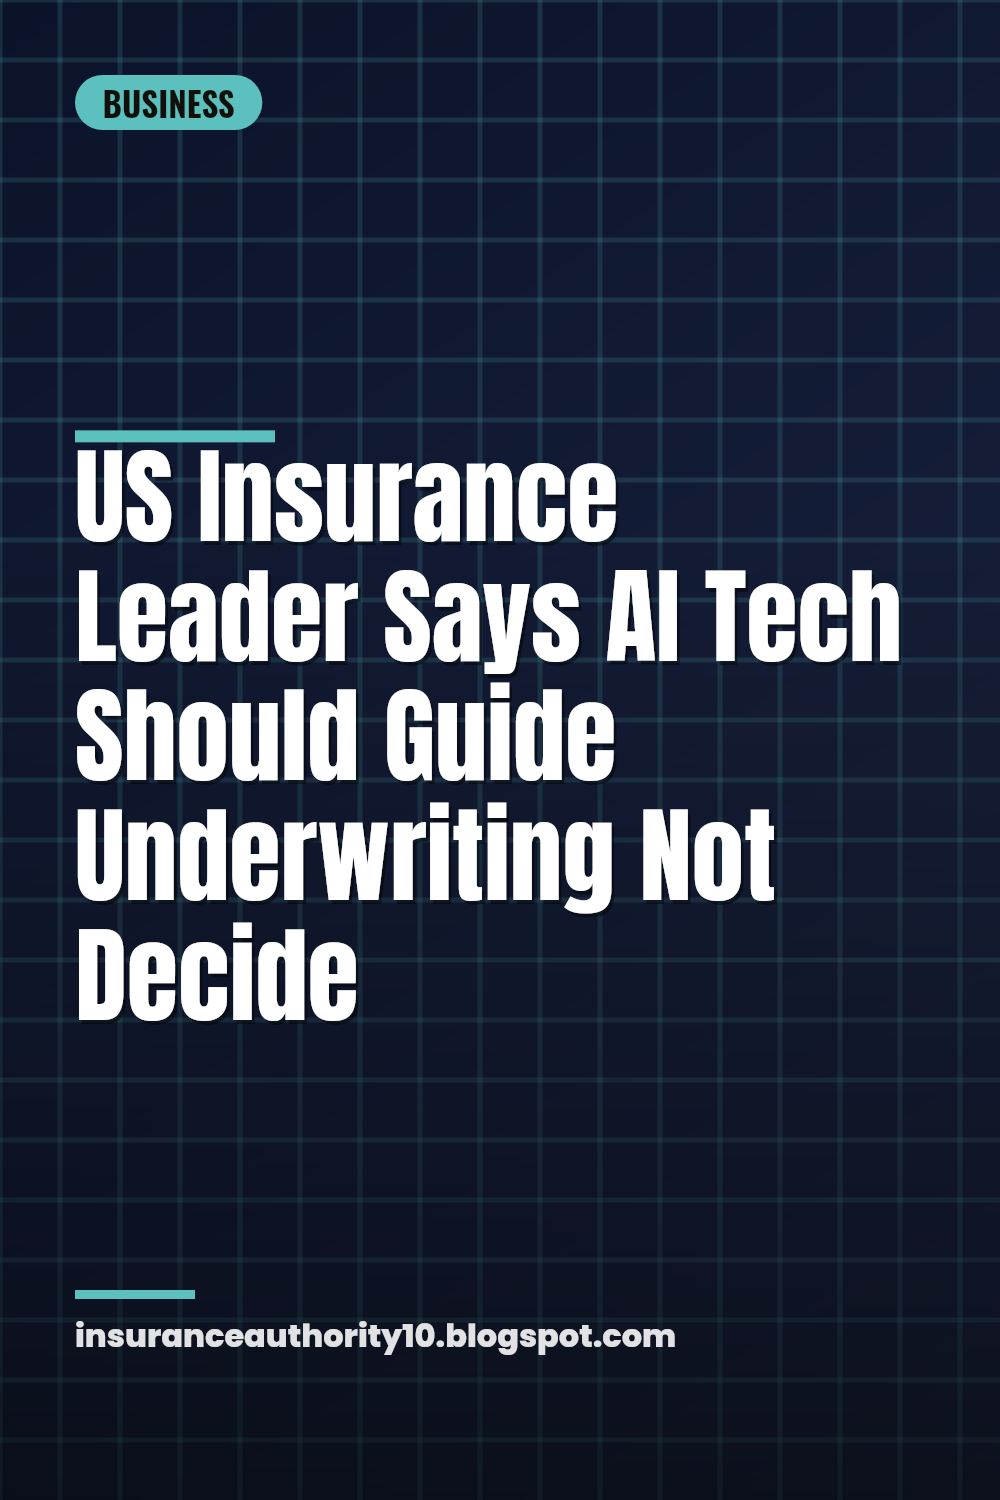 BUSINESS
US Insurance
Leader Says AI Tech
Should Guide
Underwriting Not
Decide
insuranceauthority10.blogspot.com